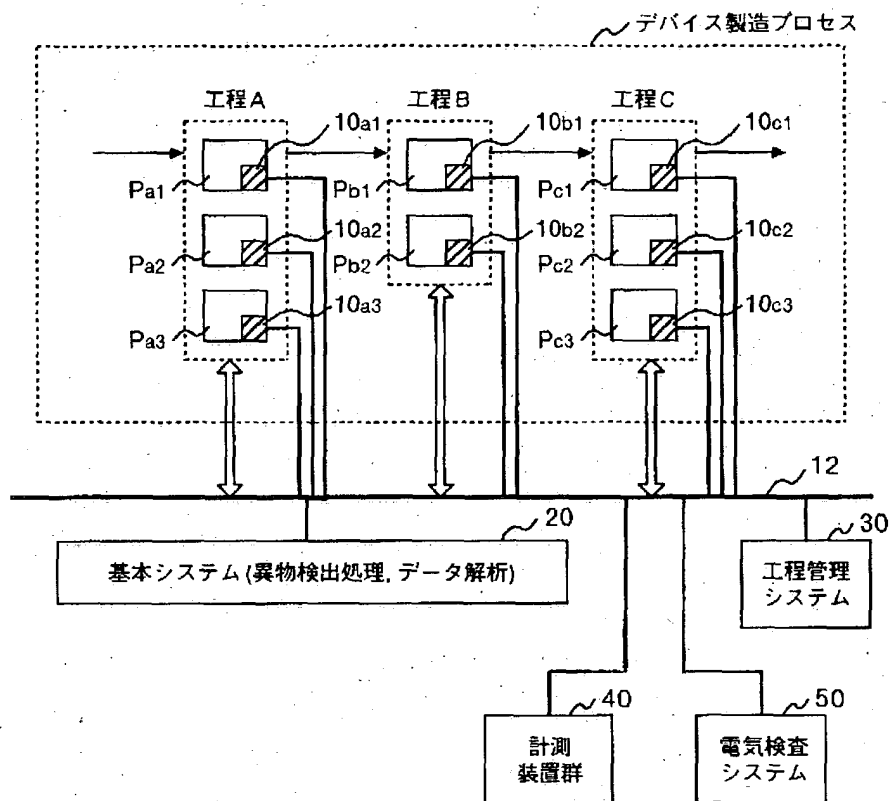 デバイス製造プロセス
工程A
工程B
工程C
10a1
10b1
10c1
Pa1
Pb1
Pc1
10a2
10b2
10c2
Pa2
Pb2
Pc2
10a3
10c3
Pa3
Pc3
12
20
30
基本システム(異物検出処理,データ解析)
工程管理
システム
40
50
計測
装置群
電気検査
システム